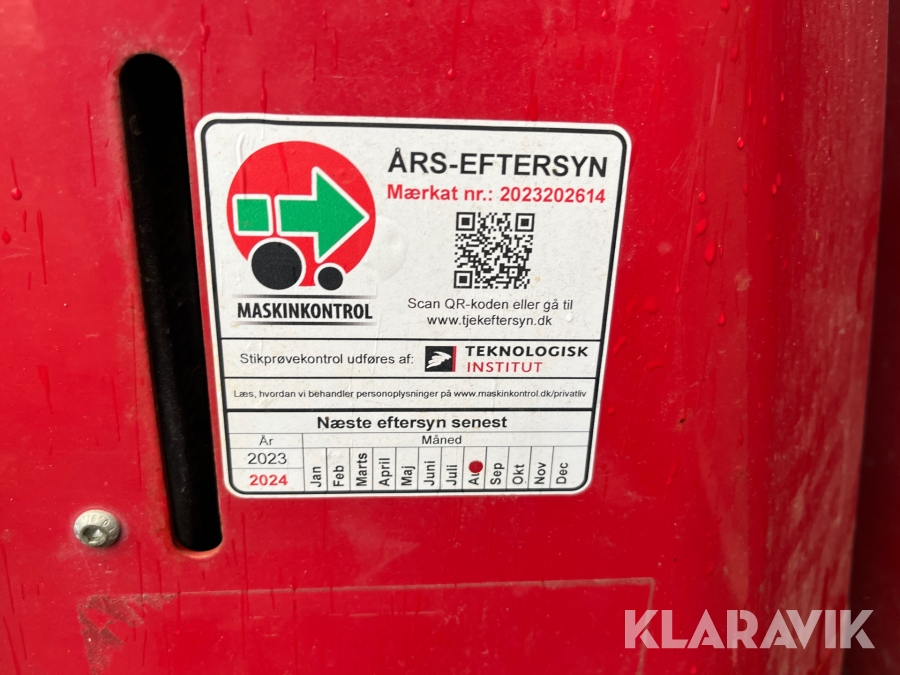 ÅRS-EFTERSYN
Mærkat nr.: 2023202614
MASKINKONTROL
Scan QR-koden eller gå til
www.tjekeftersyn.dk
Stikprøvekontrol udføres af:
TEKNOLOGISK
INSTITUT
Læs, hvordan vi behandler personoplysninger på www.maskinkontrol.dk/privatliv
Næste eftersyn senest
År Måned
2023
2024 Jan Feb Marts April Maj Juni Juli Sep Okt Nov Dec
KLARAVIK